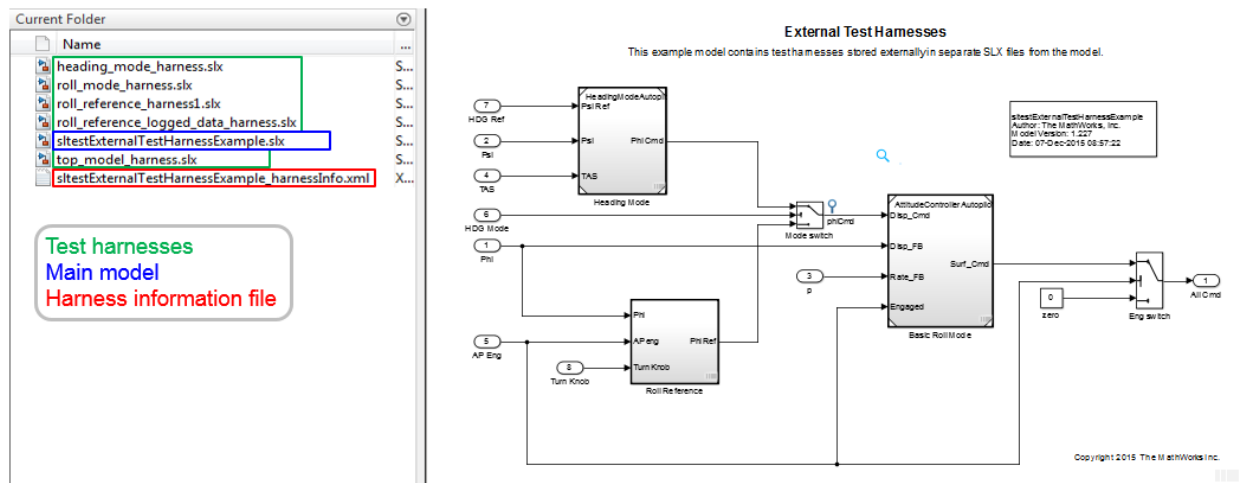 Current Folder
Name
...
heading_mode_harness.slx
S...
roll_mode_harness.slx
S...
roll_reference_harness1.slx
S...
roll_reference_logged_data_harness.slx
S...
sltestExternalTestHarnessExample.slx
S...
top_model_harness.slx
S...
sltestExternalTestHarnessExample_harnessInfo.xml
X...
Test harnesses
Main model
Harness information file
External Test Harnesses
This example model contains test harnesses stored externally in separate SLX files from the model.
sltestExternalTestHarnessExample
Author: The MathWorks, Inc.
Model Version: 1.227
Date: 07-Dec-2015 08:57:22
7
HDG Ref
2
Psi
4
TAS
HeadingModeAutopil
Psi Ref
Psi
TAS
Phi Cmd
Heading Mode
6
HDG Mode
1
Phi
Mode switch
phiCmd
3
p
AttitudeControllerAutopilo
Disp_Cmd
Disp_FB
Rate_FB
Engaged
Surf_Cmd
Basic Roll Mode
0
zero
Eng switch
1
Ail Cmd
5
AP Eng
8
Turn Knob
Phi
AP eng
Turn Knob
Phi Ref
Roll Reference
Copyright 2015 The MathWorks Inc.